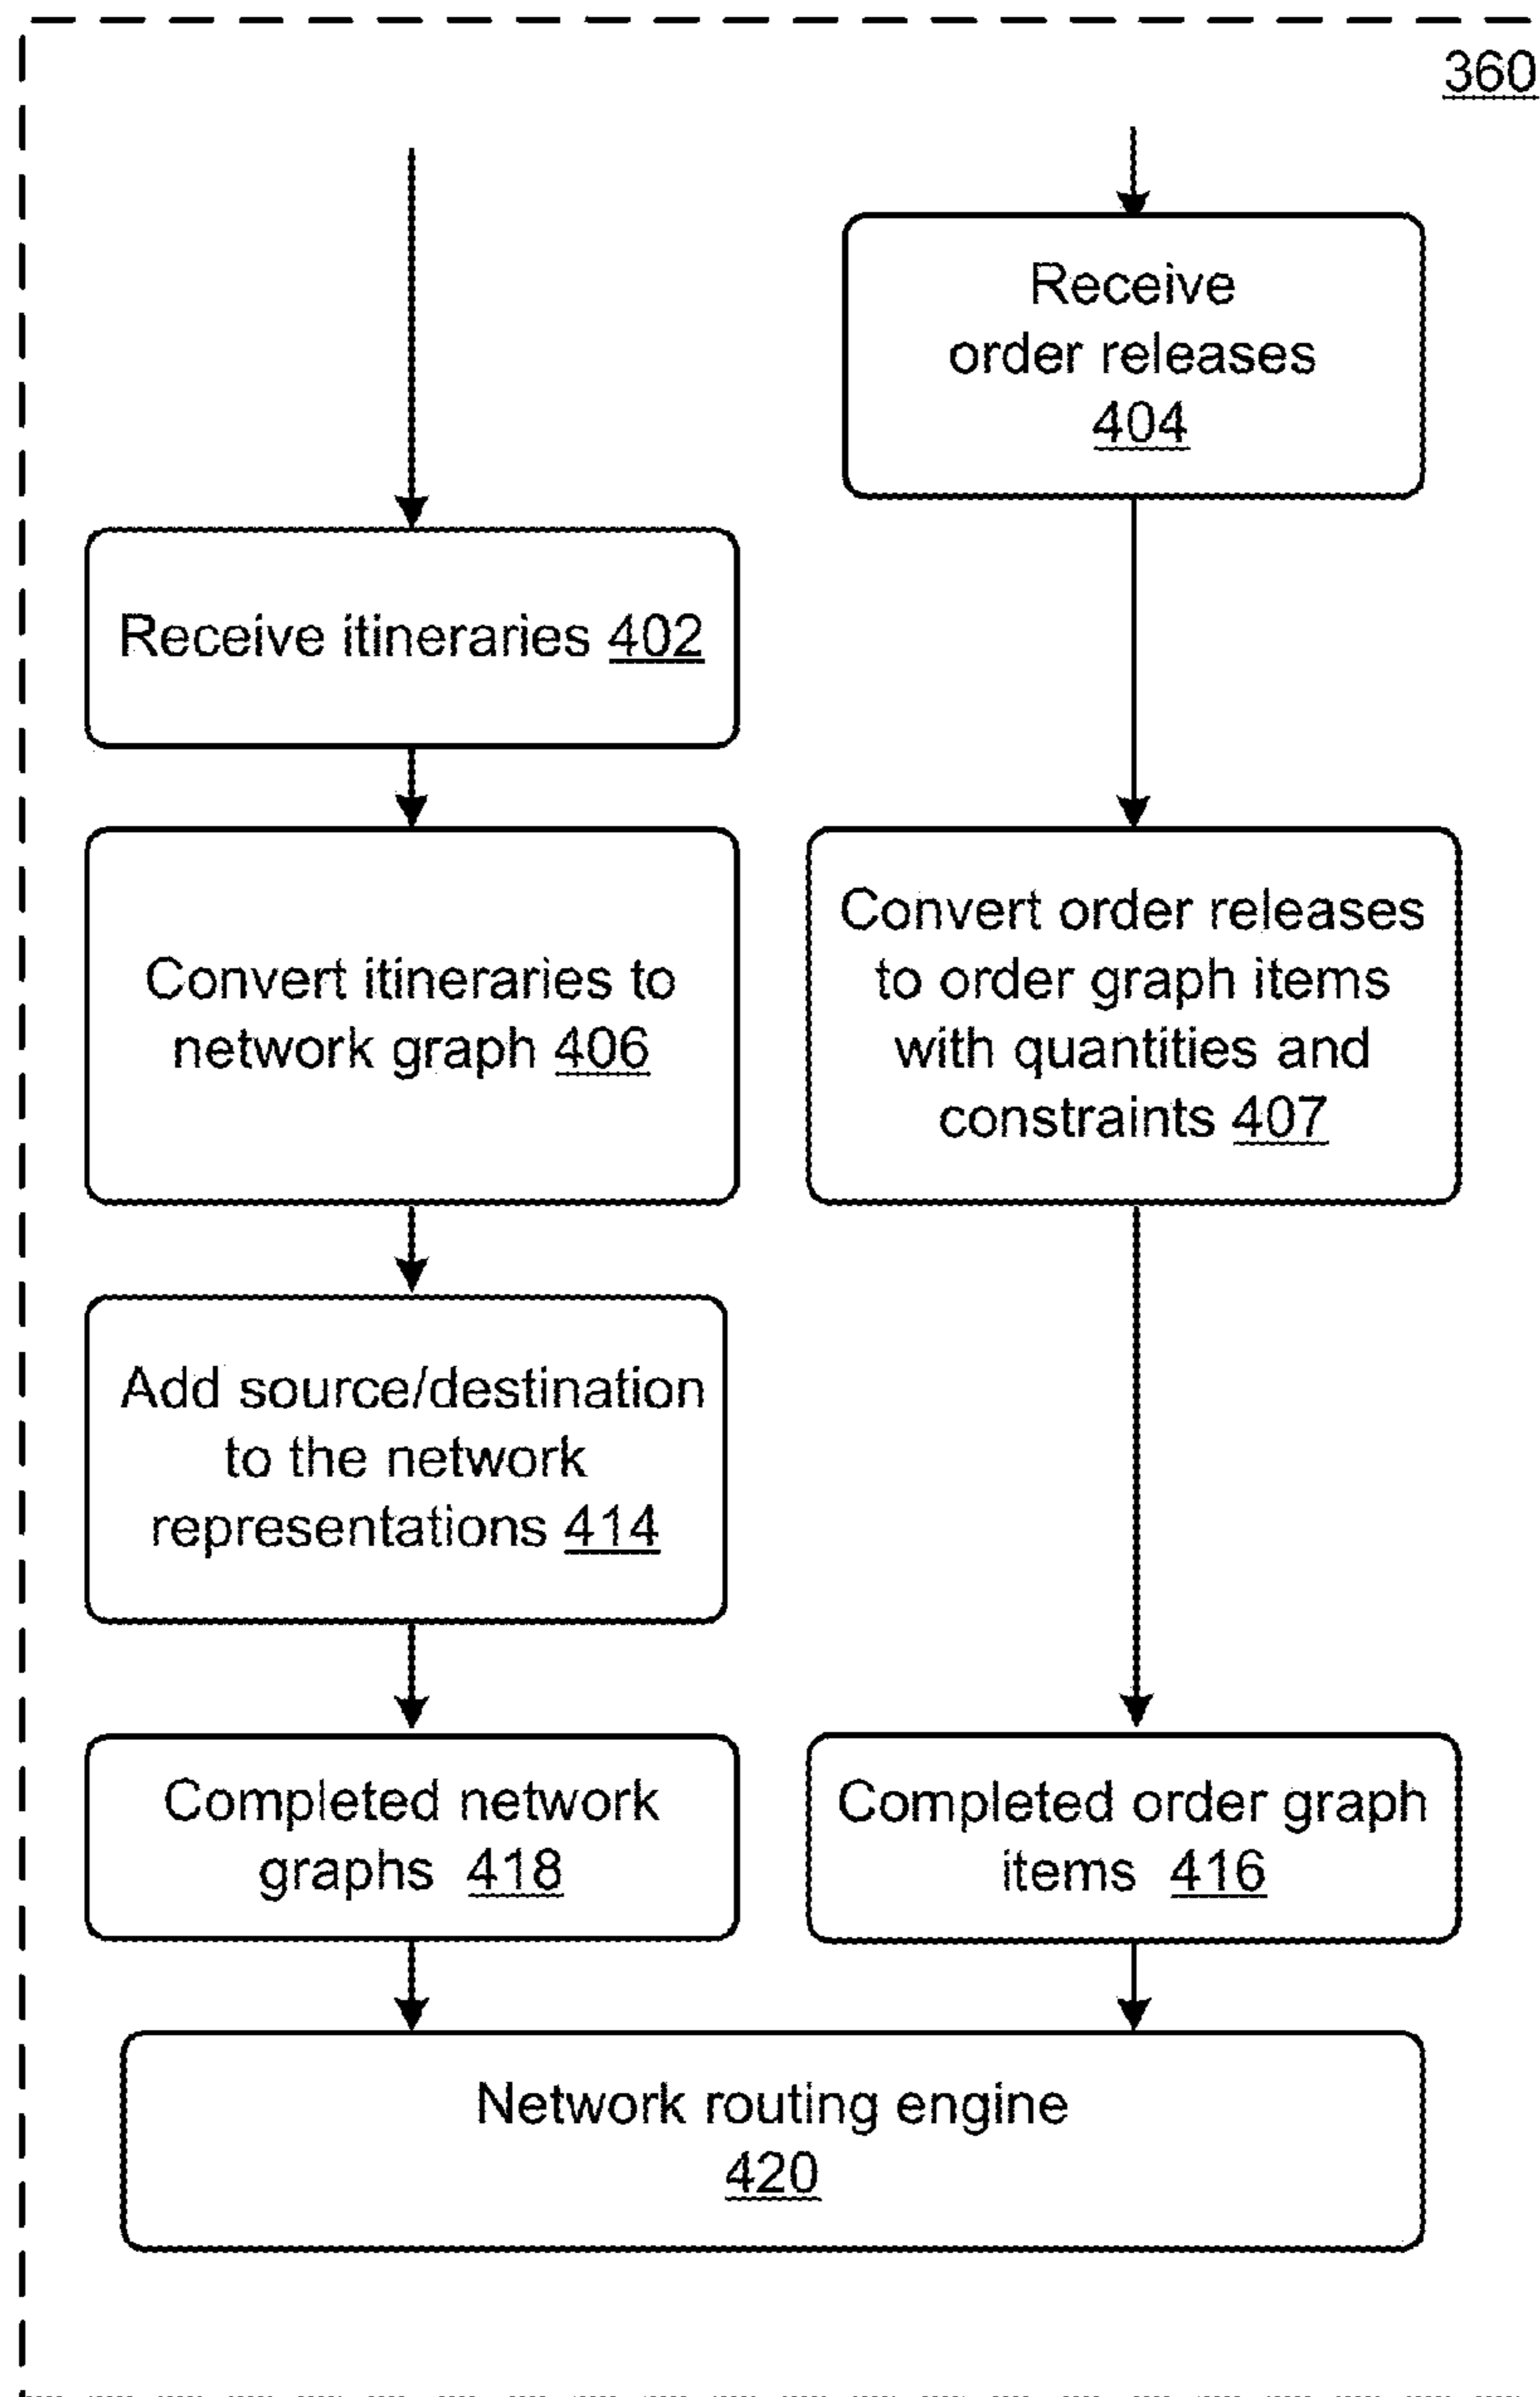 360
Receive
order releases
404
Receive itineraries 402
Convert itineraries to
network graph 406
Convert order releases
to order graph items
with quantities and
constraints 407
Add source/destination
to the network
representations 414
Completed network
graphs 418
Completed order graph
items 416
Network routing engine
420